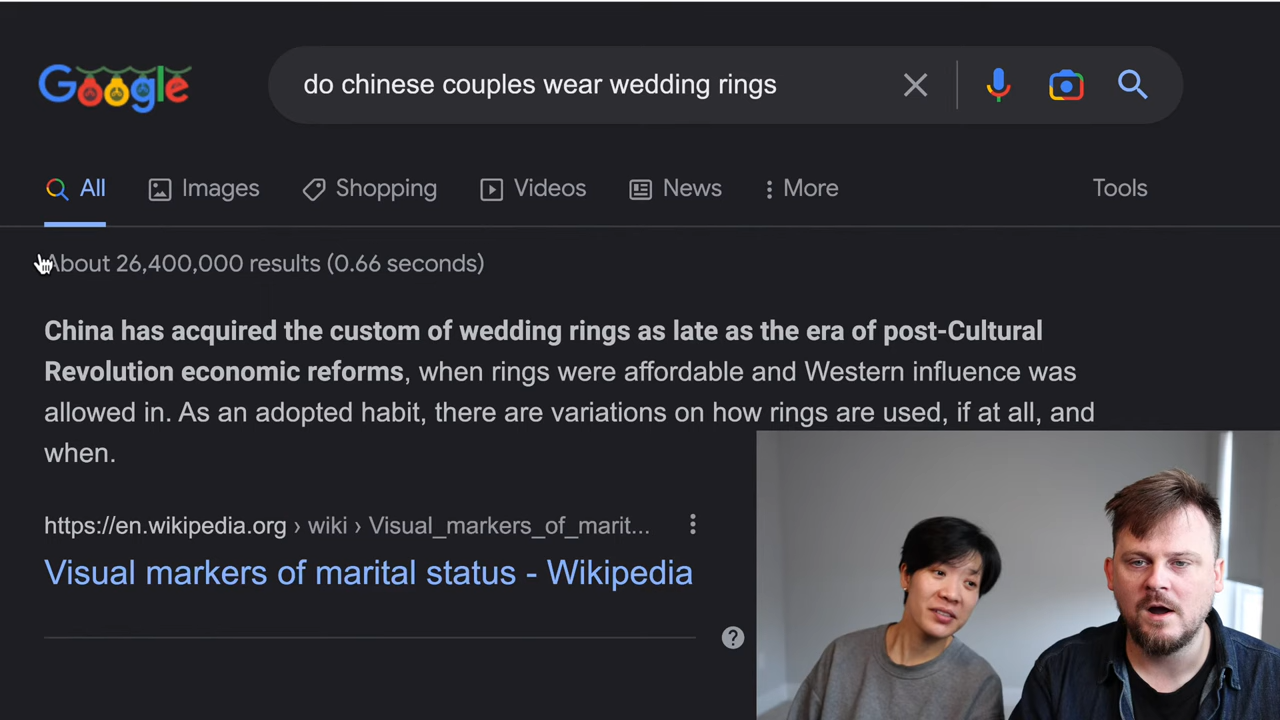 Google
do chinese couples wear wedding rings
All Images Shopping Videos News More Tools
About 26,400,000 results (0.66 seconds)
China has acquired the custom of wedding rings as late as the era of post-Cultural
Revolution economic reforms, when rings were affordable and Western influence was
allowed in. As an adopted habit, there are variations on how rings are used, if at all, and
when.
https://en.wikipedia.org › wiki › Visual_markers_of_marit...
Visual markers of marital status - Wikipedia
?